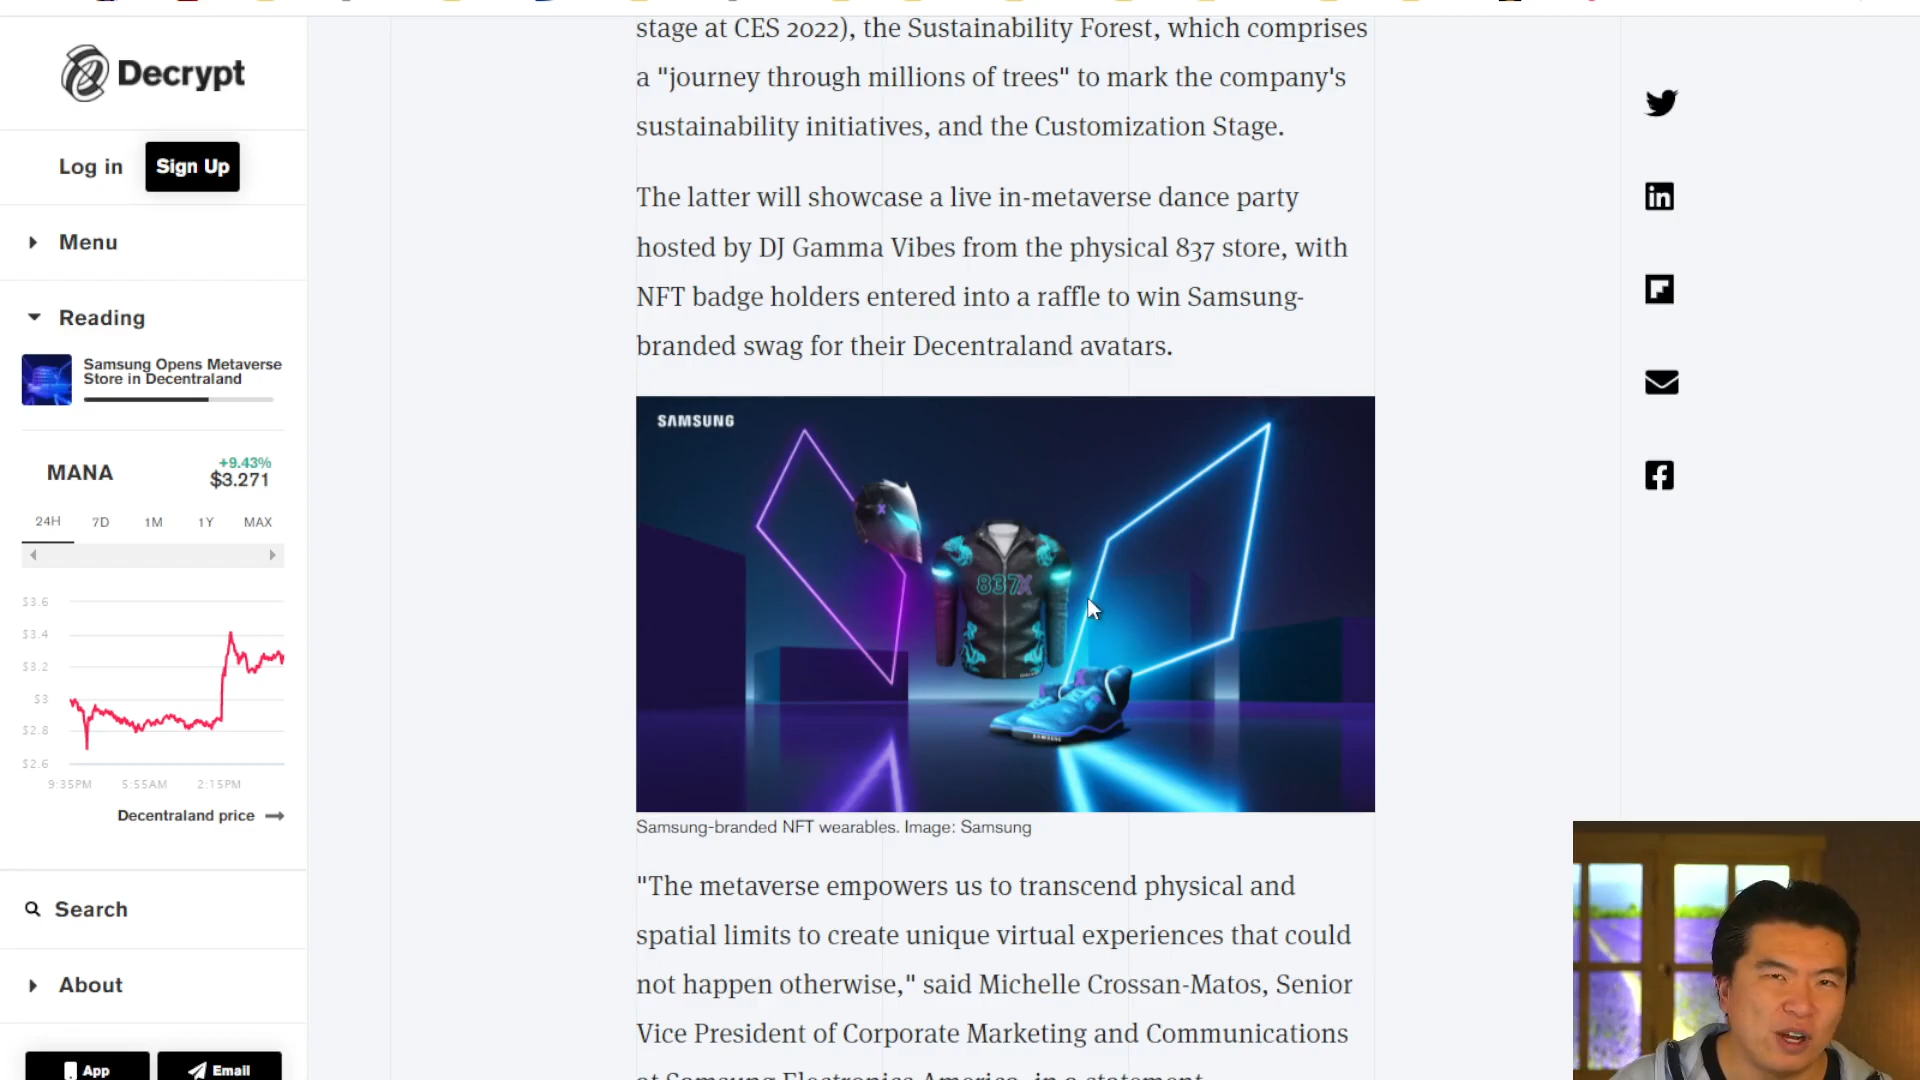 Decrypt
Log in
Sign Up
Menu
Reading
Samsung Opens Metaverse
Store in Decentraland
MANA
+9.43%
$3.271
24H 7D 1M 1Y MAX
$3.6
$3.4
$3.2
$3
$2.8
$2.6
9:35PM 5:55AM 2:15PM
Decentraland price
Search
About
App
Email
stage at CES 2022), the Sustainability Forest, which comprises
a "journey through millions of trees" to mark the company's
sustainability initiatives, and the Customization Stage.
The latter will showcase a live in-metaverse dance party
hosted by DJ Gamma Vibes from the physical 837 store, with
NFT badge holders entered into a raffle to win Samsung-
branded swag for their Decentraland avatars.
SAMSUNG
X
837X
SAMSUNG
Samsung-branded NFT wearables. Image: Samsung
"The metaverse empowers us to transcend physical and
spatial limits to create unique virtual experiences that could
not happen otherwise," said Michelle Crossan-Matos, Senior
Vice President of Corporate Marketing and Communications
at Samsung Electronics America, in a statement.